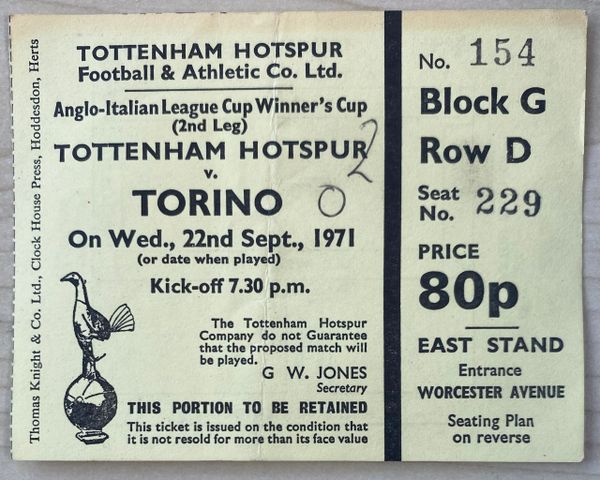 Thomas Knight & Co. Ltd., Clock House Press, Hoddesdon, Herts
TOTTENHAM HOTSPUR
Football & Athletic Co. Ltd.
Anglo-Italian League Cup Winner's Cup
(2nd Leg)
TOTTENHAM HOTSPUR 2
v.
TORINO 0
On Wed., 22nd Sept., 1971
(or date when played)
Kick-off 7.30 p.m.
The Tottenham Hotspur
Company do not Guarantee
that the proposed match will
be played.
G W. JONES
Secretary
THIS PORTION TO BE RETAINED
This ticket is issued on the condition that
it is not resold for more than its face value
No. 154
Block G
Row D
Seat
No. 229
PRICE
80p
EAST STAND
Entrance
WORCESTER AVENUE
Seating Plan
on reverse